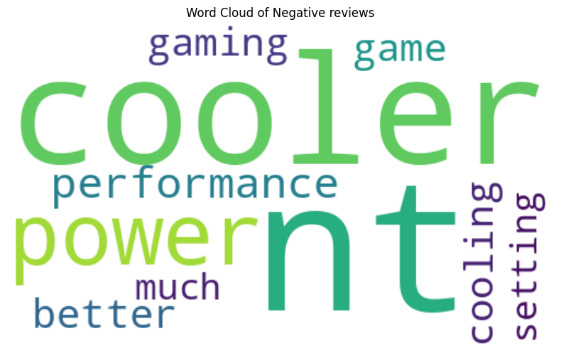 Word Cloud of Negative reviews
gaming
game
cooler
performance
power
nt
cooling
setting
much
better